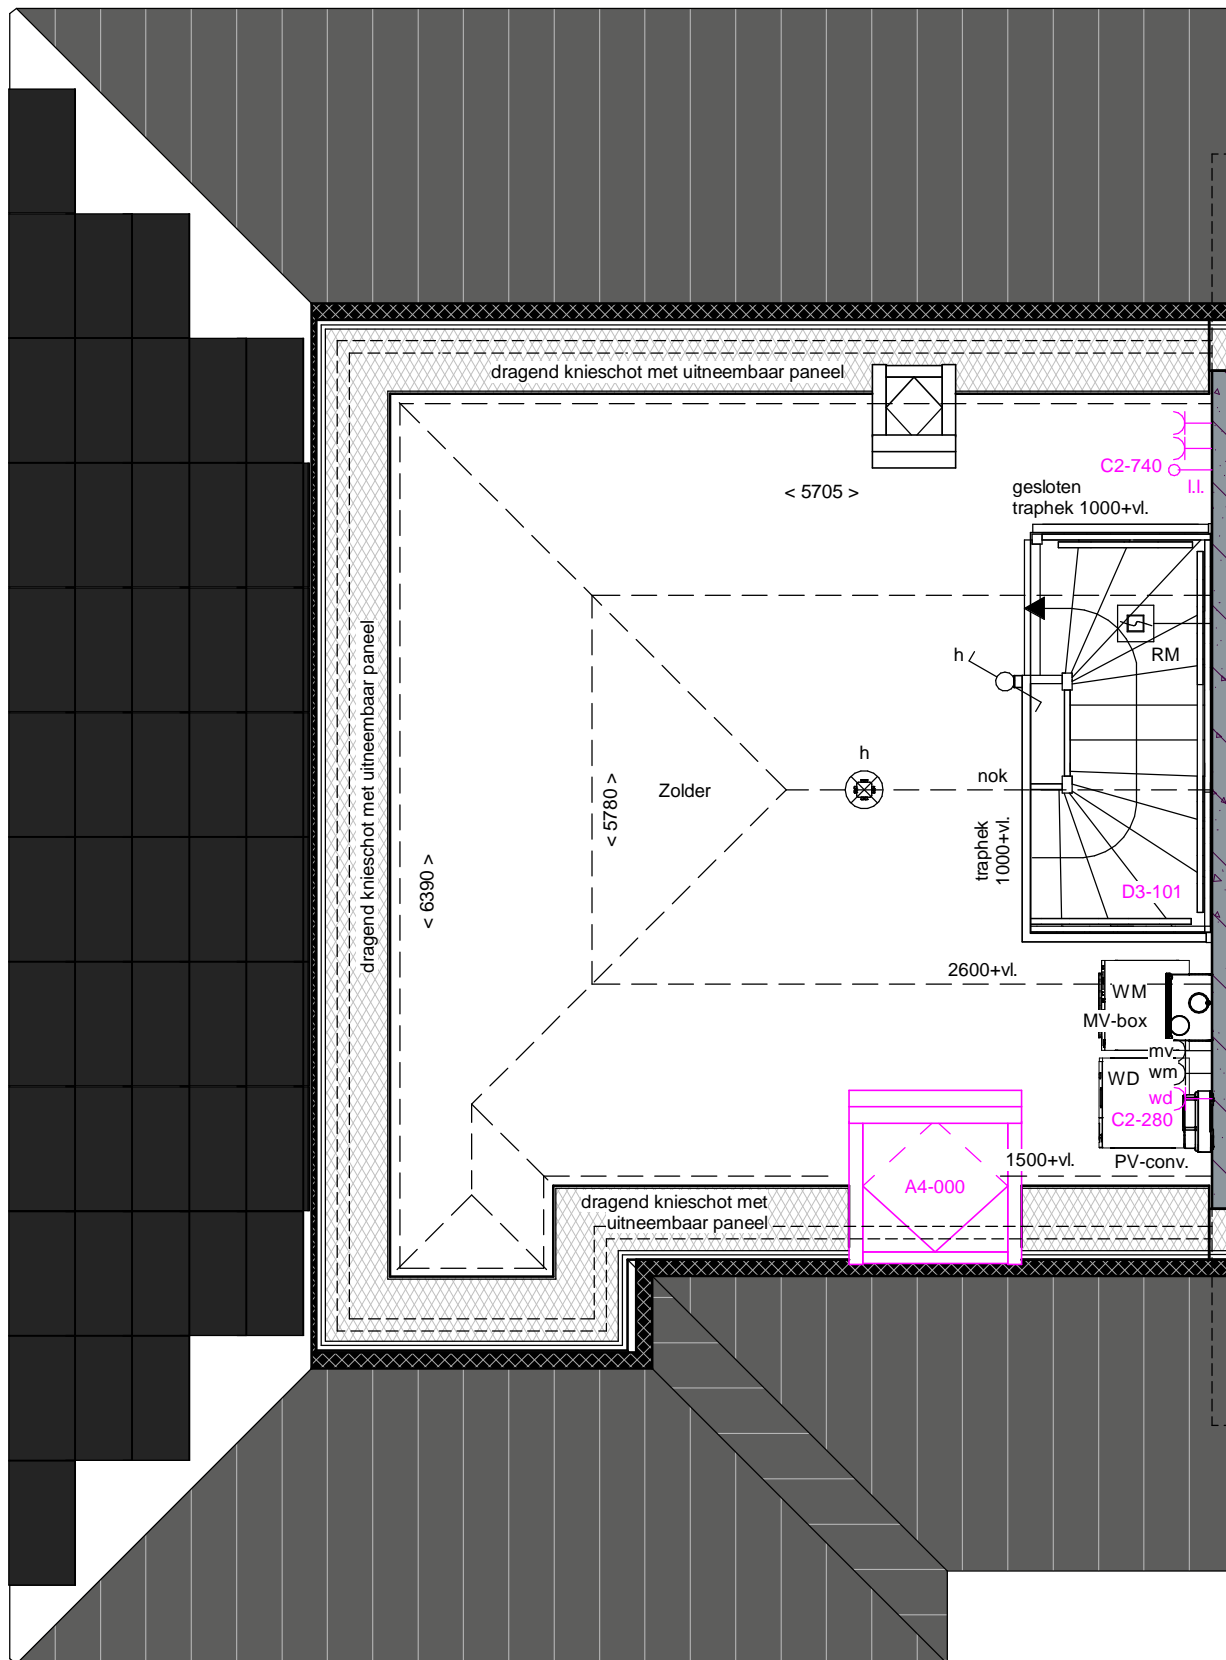 dragend knieschot met uitneembaar paneel
C2-740
l.l.
< 5705 >
gesloten
traphek 1000+vl.
dragend knieschot met uitneembaar paneel
h
RM
h
nok
Zolder
< 5780 >
< 6390 >
traphek
1000+vl.
D3-101
2600+vl.
WM
MV-box
mv
wm
WD
wd
C2-280
1500+vl.
PV-conv.
A4-000
dragend knieschot met
uitneembaar paneel